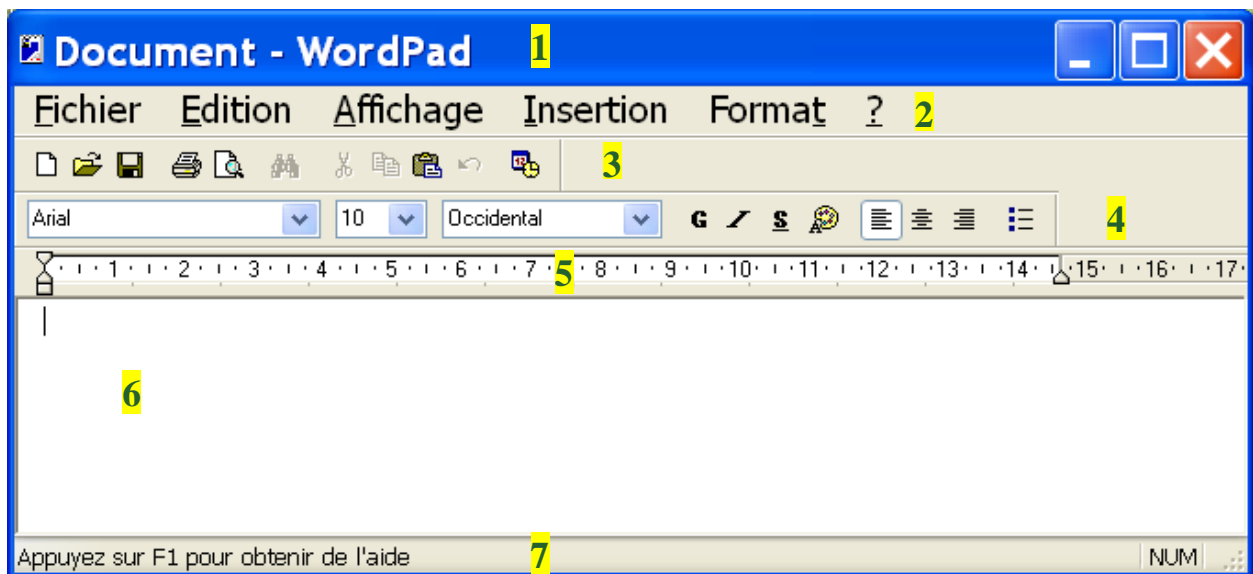 Document - WordPad 1
Fichier Edition Affichage Insertion Format ? 2
3
Arial 10 Occidental G I S 4
1 2 3 4 5 6 7 5 8 9 10 11 12 13 14 15 16 17
6
Appuyez sur F1 pour obtenir de l'aide 7 NUM